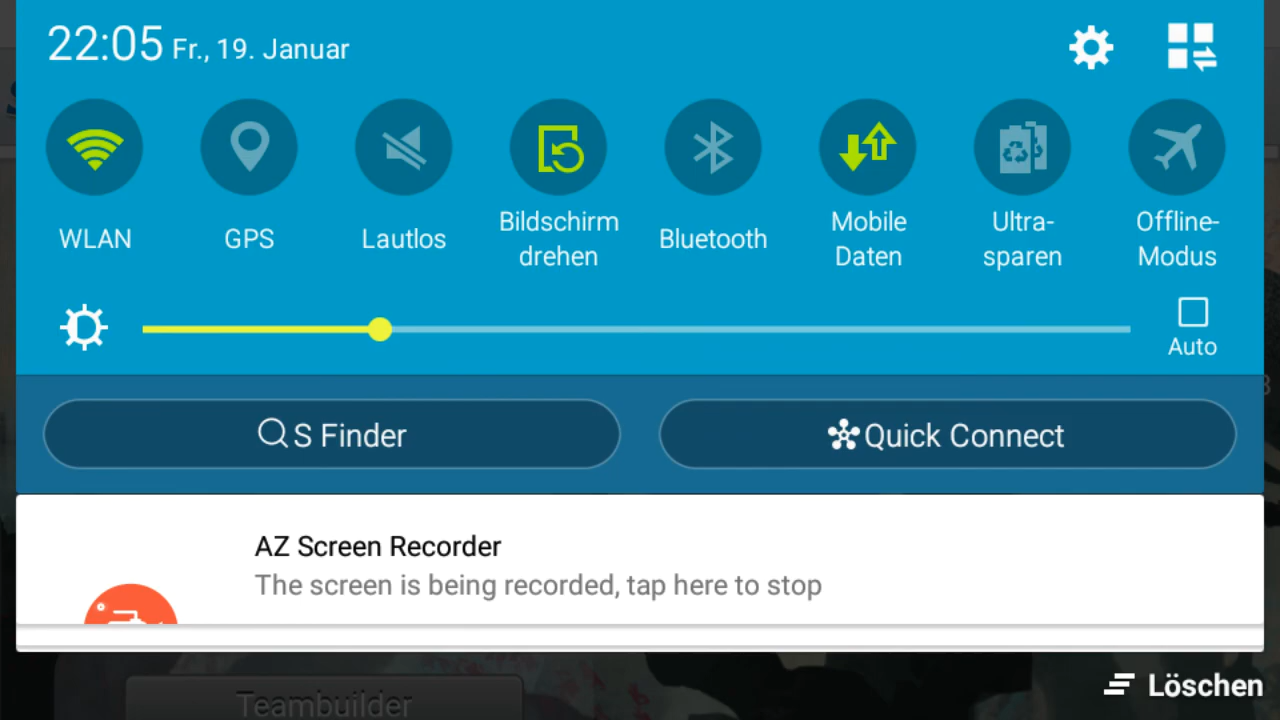 22:05 Fr., 19. Januar
WLAN
GPS
Lautlos
Bildschirm
drehen
Bluetooth
Mobile
Daten
Ultra-
sparen
Offline-
Modus
Auto
S Finder
Quick Connect
AZ Screen Recorder
The screen is being recorded, tap here to stop
Löschen
Teambuilder